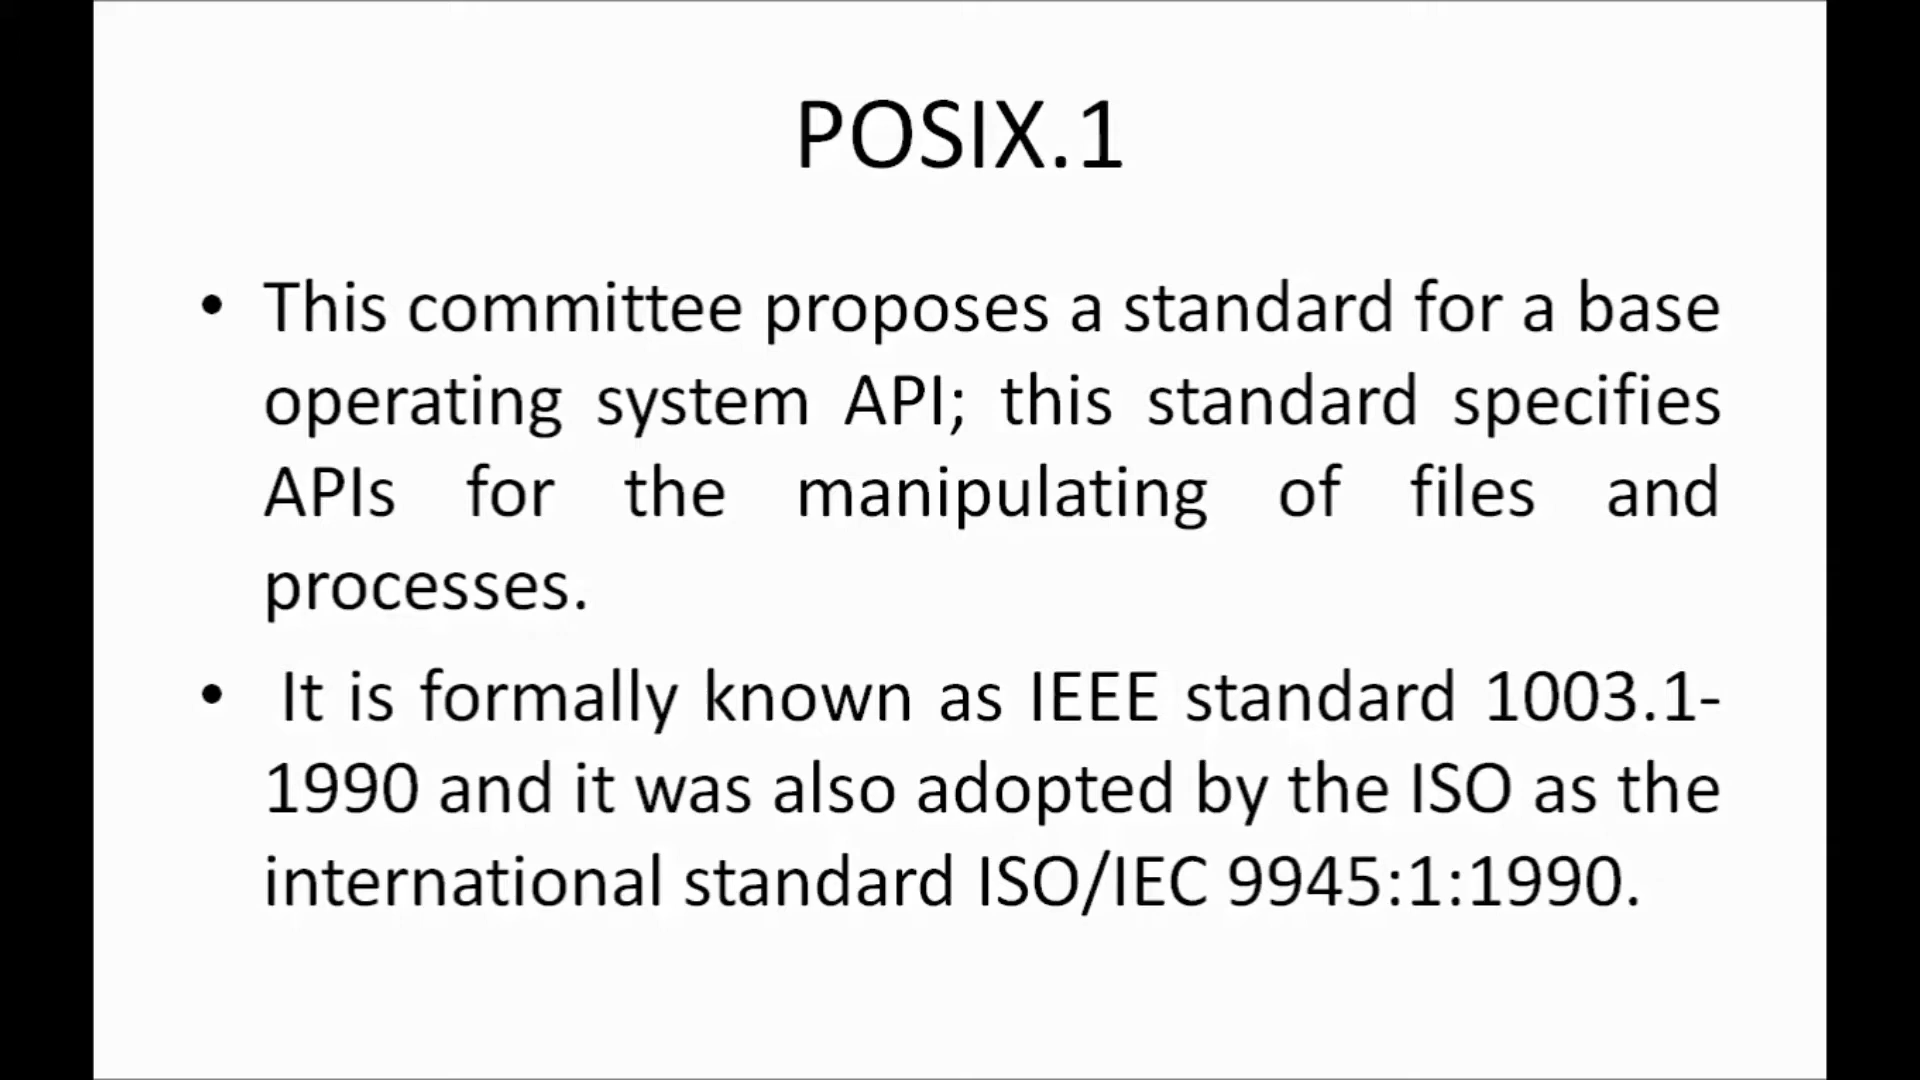 POSIX.1
• This committee proposes a standard for a base
operating system API; this standard specifies
APIs for the manipulating of files and
processes.
• It is formally known as IEEE standard 1003.1-
1990 and it was also adopted by the ISO as the
international standard ISO/IEC 9945:1:1990.